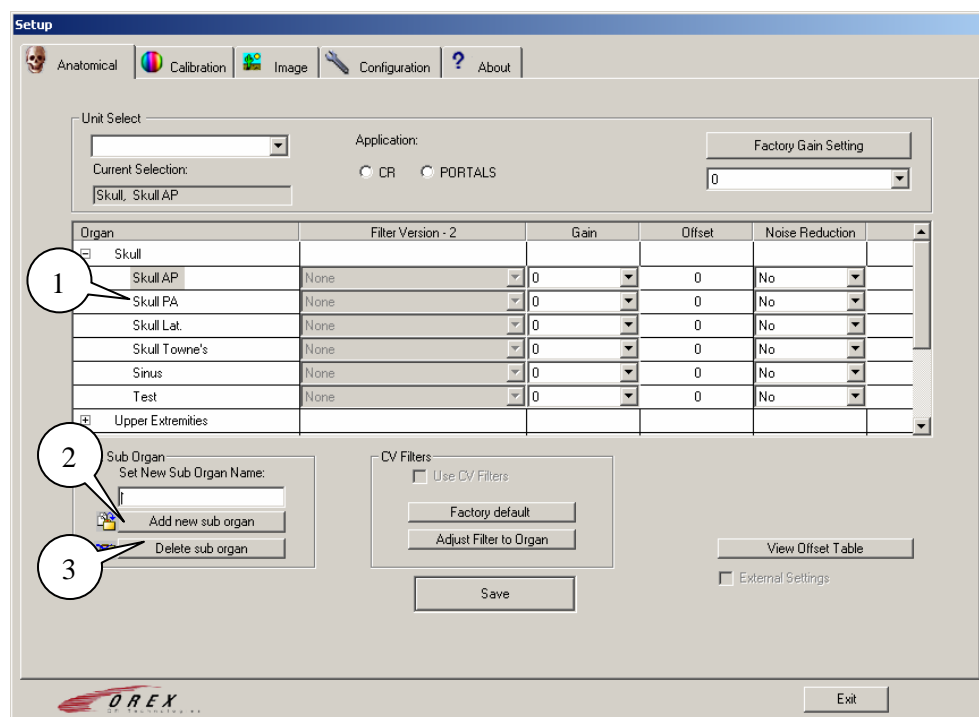 Setup
Anatomical Calibration Image Configuration ? About
Unit Select
Application:
Factory Gain Setting
Current Selection:
CR PORTALS
0
Skull, Skull AP
Organ Filter Version - 2 Gain Offset Noise Reduction
Skull
Skull AP None 0 0 No
1
Skull PA None 0 0 No
Skull Lat. None 0 0 No
Skull Towne's None 0 0 No
Sinus None 0 0 No
Test None 0 0 No
Upper Extremities
2
Sub Organ
Set New Sub Organ Name:
Add new sub organ
Delete sub organ
3
CV Filters
Use CV Filters
Factory default
Adjust Filter to Organ
View Offset Table
External Settings
Save
OREX
Exit